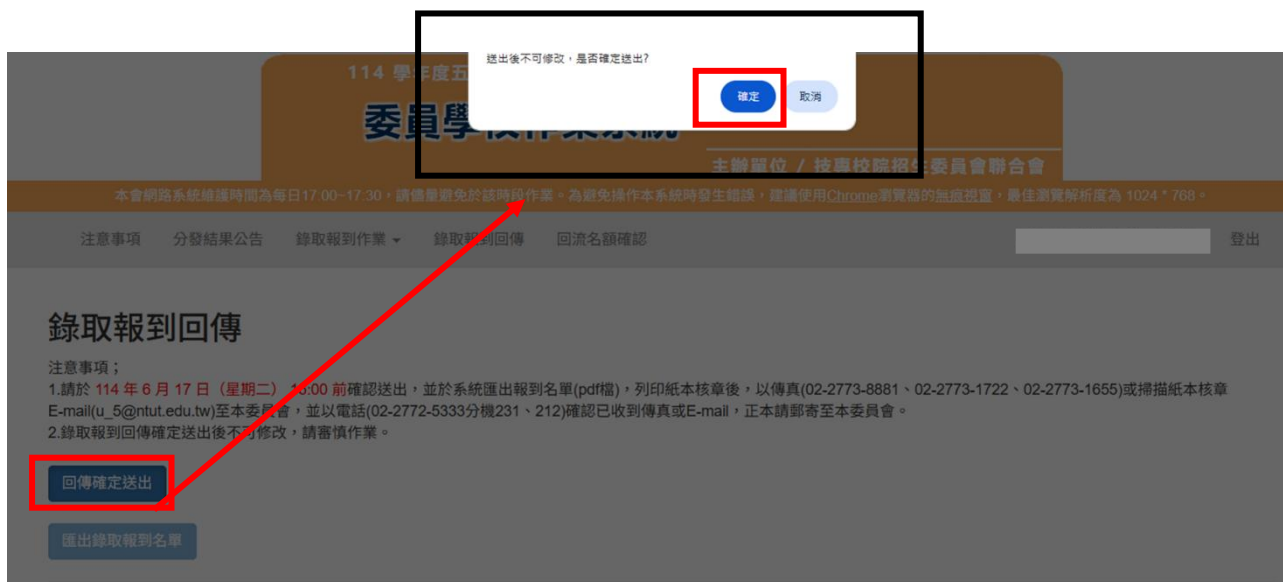 送出後不可修改，是否確定送出?
確定
取消
114 學年度五
委員學
主辦單位 / 技專校院招生委員會聯合會
本會網路系統維護時間為每日17:00~17:30，請儘量避免於該時段作業。為避免操作本系統時發生錯誤，建議使用Chrome瀏覽器的無痕視窗，最佳瀏覽解析度為 1024 * 768。
注意事項
分發結果公告
錄取報到作業
錄取報到回傳
回流名額確認
登出
錄取報到回傳
注意事項；
1.請於 114 年 6 月 17 日（星期二） :00 前確認送出，並於系統匯出報到名單(pdf檔)，列印紙本核章後，以傳真(02-2773-8881、02-2773-1722、02-2773-1655)或掃描紙本核章
E-mail(u_5@ntut.edu.tw)至本委員會，並以電話(02-2772-5333分機231、212)確認已收到傳真或E-mail，正本請郵寄至本委員會。
2.錄取報到回傳確定送出後不可修改，請審慎作業。
回傳確定送出
匯出錄取報到名單